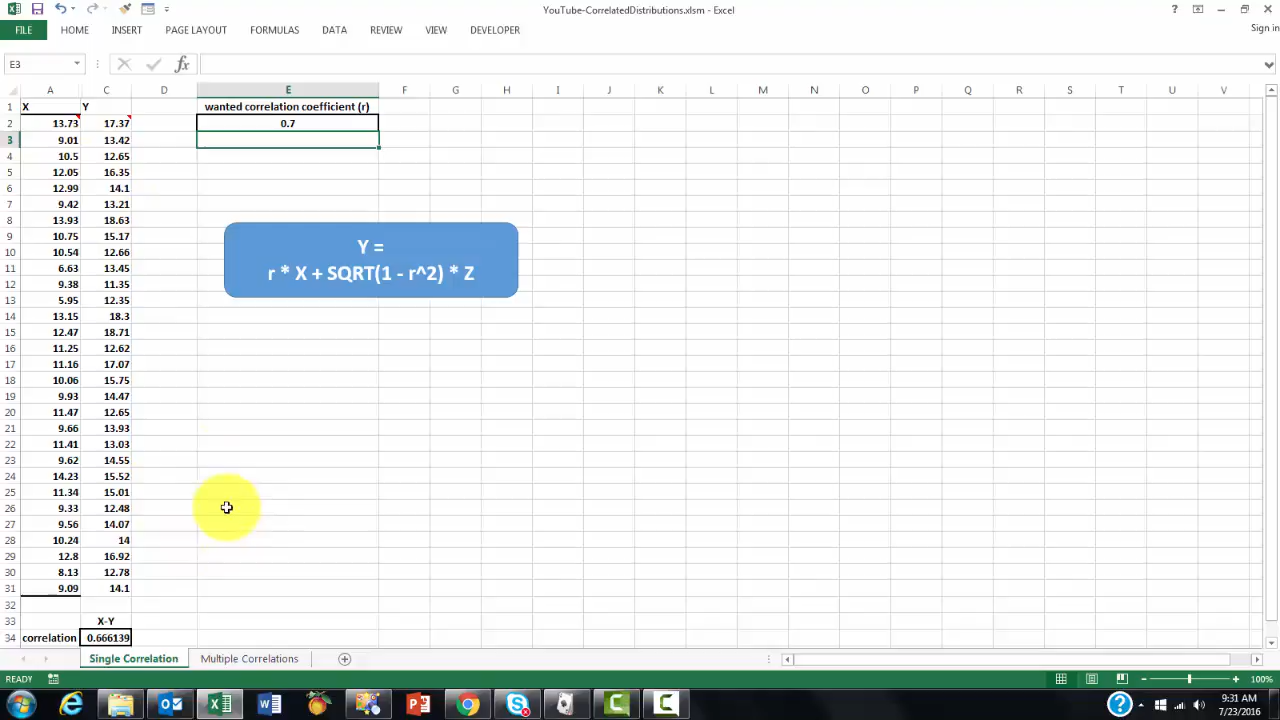 YouTube-CorrelatedDistributions.xlsm - Excel
FILE HOME INSERT PAGE LAYOUT FORMULAS DATA REVIEW VIEW DEVELOPER Sign in
E3 fx
A C D E F G H I J K L M N O P Q R S T U V
1 X Y wanted correlation coefficient (r)
2 13.73 17.37 0.7
3 9.01 13.42
4 10.5 12.65
5 12.05 16.35
6 12.99 14.1
7 9.42 13.21
8 13.93 18.63
9 10.75 15.17
10 10.54 12.66
11 6.63 13.45
12 9.38 11.35
13 5.95 12.35
14 13.15 18.3
15 12.47 18.71
16 11.25 12.62
17 11.16 17.07
18 10.06 15.75
19 9.93 14.47
20 11.47 12.65
21 9.66 13.93
22 11.41 13.03
23 9.62 14.55
24 14.23 15.52
25 11.34 15.01
26 9.33 12.48
27 9.56 14.07
28 10.24 14
29 12.8 16.92
30 8.13 12.78
31 9.09 14.1
32
33 X-Y
34 correlation 0.666139
Y =
r * X + SQRT(1 - r^2) * Z
Single Correlation Multiple Correlations
READY 100%
9:31 AM
7/23/2016